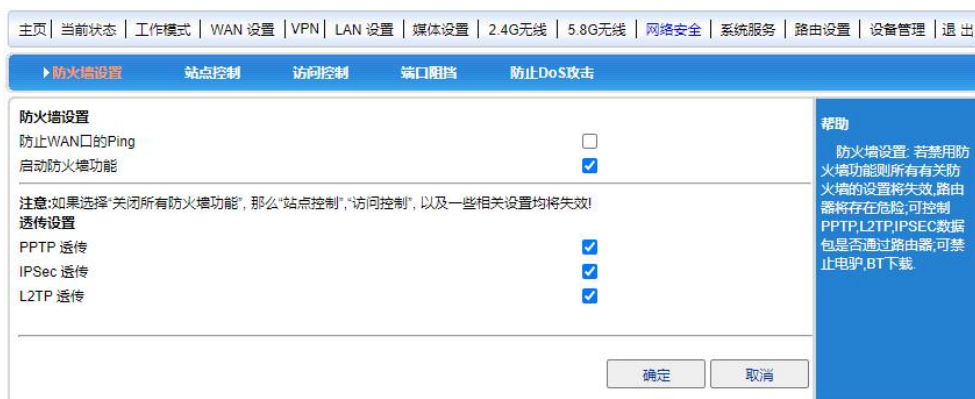 主页 | 当前状态 | 工作模式 | WAN 设置 | VPN | LAN 设置 | 媒体设置 | 2.4G无线 | 5.8G无线 | 网络安全 | 系统服务 | 路由设置 | 设备管理 | 退 出
防火墙设置 站点控制 访问控制 端口阻挡 防止DoS攻击
防火墙设置
防止WAN口的Ping
启动防火墙功能
注意:如果选择“关闭所有防火墙功能”, 那么“站点控制”,“访问控制”, 以及一些相关设置均将失效!
透传设置
PPTP 透传
IPSec 透传
L2TP 透传
确定 取消
帮助
防火墙设置: 若禁用防
火墙功能则所有有关防
火墙的设置将失效,路由
器将存在危险;可控制
PPTP,L2TP,IPSEC数据
包是否通过路由器;可禁
止电驴,BT下载.